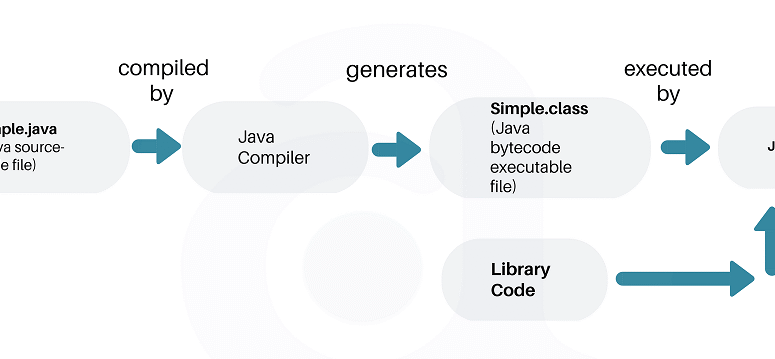 compiled
by
generates
executed
by
ple.java
va source-
e file)
Java
Compiler
Simple.class
(Java
bytecode
executable
file)
J
Library
Code